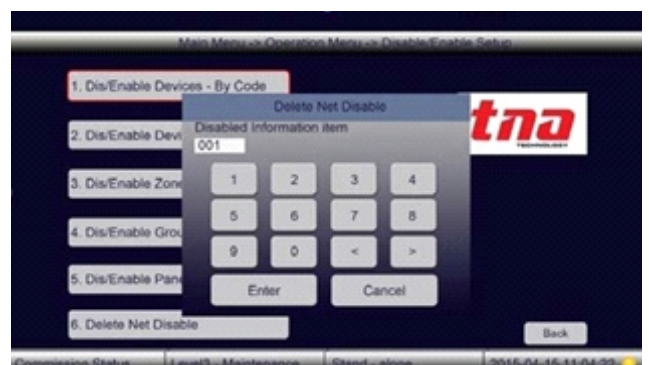 Main Menu -> Operation Menu -> Disable/Enable Setup
1. Dis/Enable Devices - By Code
Delete Net Disable
Disabled Information item
001
tna
TECHNOLOGY
2. Dis/Enable Devi
3. Dis/Enable Zone
1 2 3 4
5 6 7 8
4. Dis/Enable Grou
9 0 < >
5. Dis/Enable Pane
Enter Cancel
6. Delete Net Disable
Back
Commission Status Level3 - Maintenance Stand - alone 2015-04-15 11:04:22